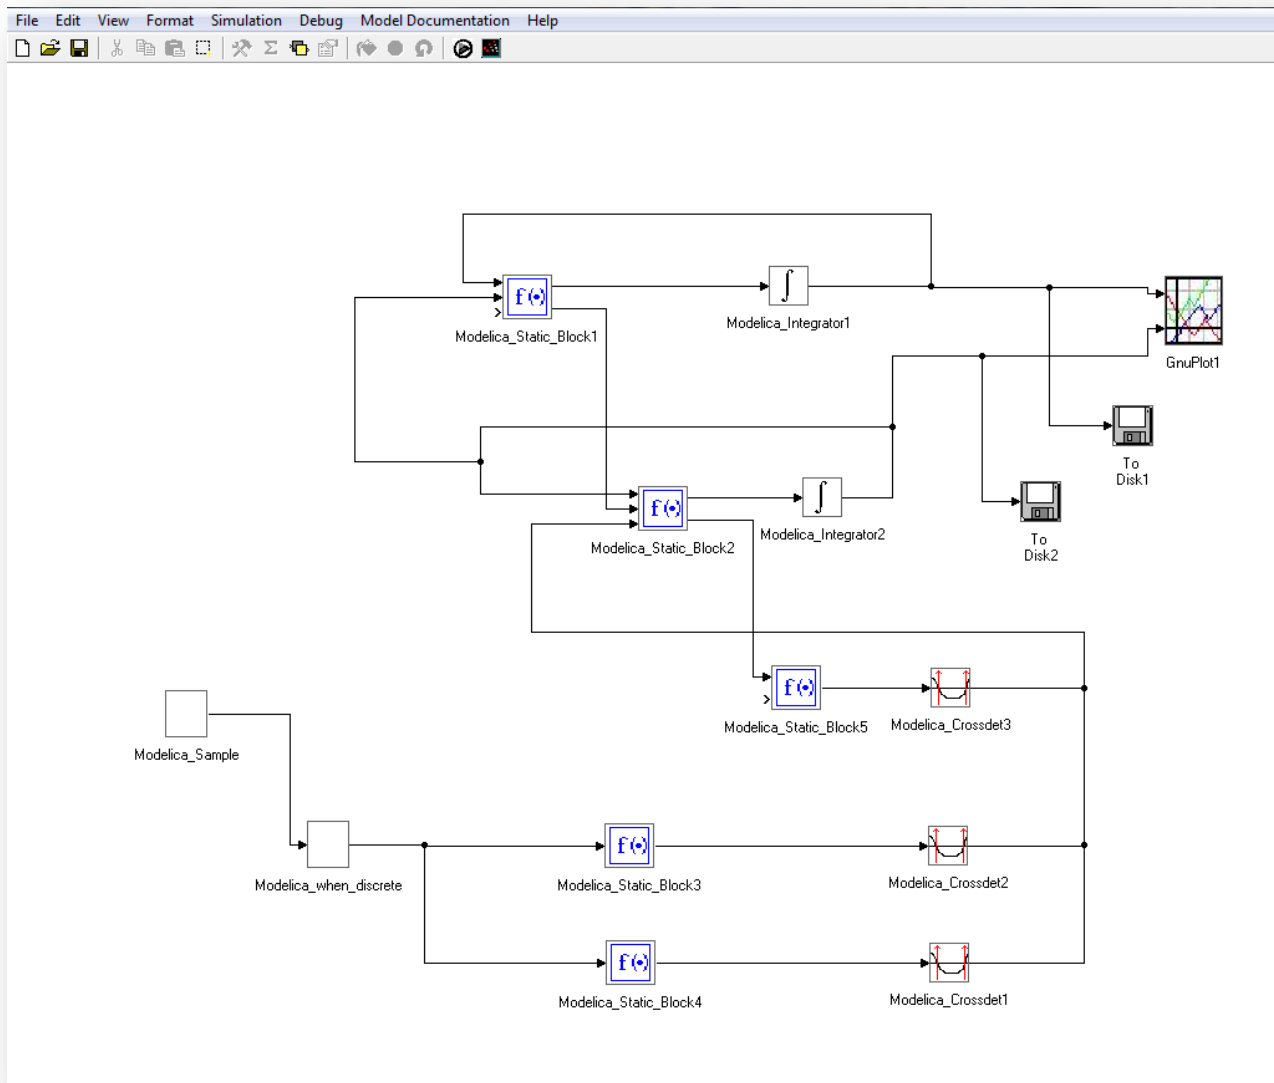 File Edit View Format Simulation Debug Model Documentation Help
f(•)
Modelica_Static_Block1
∫
Modelica_Integrator1
GnuPlot1
To
Disk1
f(•)
Modelica_Static_Block2
∫
Modelica_Integrator2
To
Disk2
f(•)
Modelica_Static_Block5
Modelica_Crossdet3
Modelica_Sample
Modelica_when_discrete
f(•)
Modelica_Static_Block3
Modelica_Crossdet2
f(•)
Modelica_Static_Block4
Modelica_Crossdet1